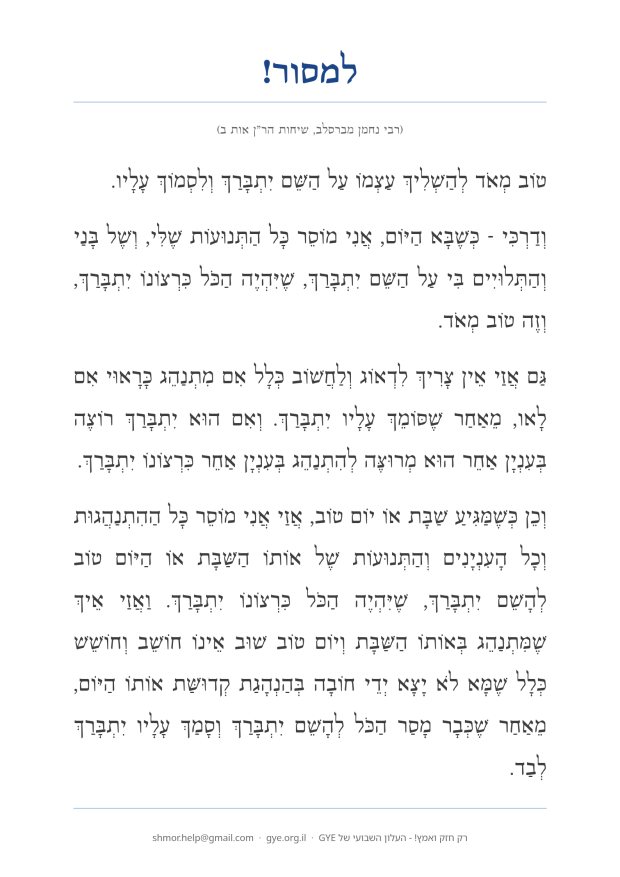 למסור!
(רבי נחמן מברסלב, שיחות הר"ן אות ב)
טוֹב מְאֹד לְהַשְׁלִיךְ עַצְמוֹ עַל הַשֵּׁם יִתְבָּרַךְ וְלִסְמוֹךְ עָלָיו.
וְדַרְכִּי - כְּשֶׁבָּא הַיּוֹם, אֲנִי מוֹסֵר כָּל הַתְּנוּעוֹת שֶׁלִּי, וְשֶׁל בָּנַי
וְהַתְּלוּיִים בִּי עַל הַשֵּׁם יִתְבָּרַךְ, שֶׁיִּהְיֶה הַכֹּל כִּרְצוֹנוֹ יִתְבָּרַךְ,
וְזֶה טוֹב מְאֹד.
גַּם אֲזַי אֵין צָרִיךְ לִדְאוֹג וְלַחֲשׁוֹב כְּלָל אִם מִתְנַהֵג כָּרָאוּי אִם
לָאו, מֵאַחַר שֶׁסּוֹמֵךְ עָלָיו יִתְבָּרַךְ. וְאִם הוּא יִתְבָּרַךְ רוֹצֶה
בְּעִנְיָן אַחֵר הוּא מְרוּצֶּה לְהִתְנַהֵג בְּעִנְיָן אַחֵר כִּרְצוֹנוֹ יִתְבָּרַךְ.
וְכֵן כְּשֶׁמַּגִּיעַ שַׁבָּת אוֹ יוֹם טוֹב, אֲזַי אֲנִי מוֹסֵר כָּל הַהִתְנַהֲגוּת
וְכָל הָעִנְיָנִים וְהַתְּנוּעוֹת שֶׁל אוֹתוֹ הַשַּׁבָּת אוֹ הַיּוֹם טוֹב
לְהַשֵּׁם יִתְבָּרַךְ, שֶׁיִּהְיֶה הַכֹּל כִּרְצוֹנוֹ יִתְבָּרַךְ. וַאֲזַי אֵיךְ
שֶׁמִּתְנַהֵג בְּאוֹתוֹ הַשַּׁבָּת וְיוֹם טוֹב שׁוּב אֵינוֹ חוֹשֵׁב וְחוֹשֵׁשׁ
כְּלָל שֶׁמָּא לֹא יָצָא יְדֵי חוֹבָה בְּהַנְהָגַת קְדוּשַּׁת אוֹתוֹ הַיּוֹם,
מֵאַחַר שֶׁכְּבָר מָסַר הַכֹּל לְהַשֵּׁם יִתְבָּרַךְ וְסָמַךְ עָלָיו יִתְבָּרַךְ
לְבַד.
רק חזק ואמץ! - העלון השבועי של GYE · gye.org.il · shmor.help@gmail.com